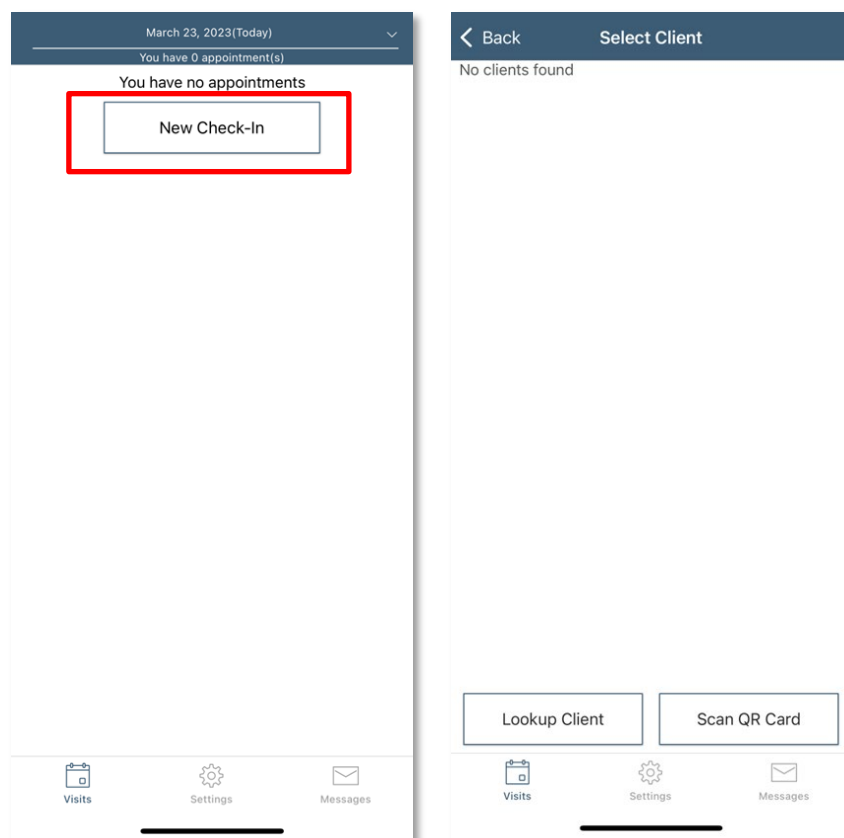 March 23, 2023(Today)
You have 0 appointment(s)
You have no appointments
New Check-In
Visits
Settings
Messages
Back
Select Client
No clients found
Lookup Client
Scan QR Card
Visits
Settings
Messages